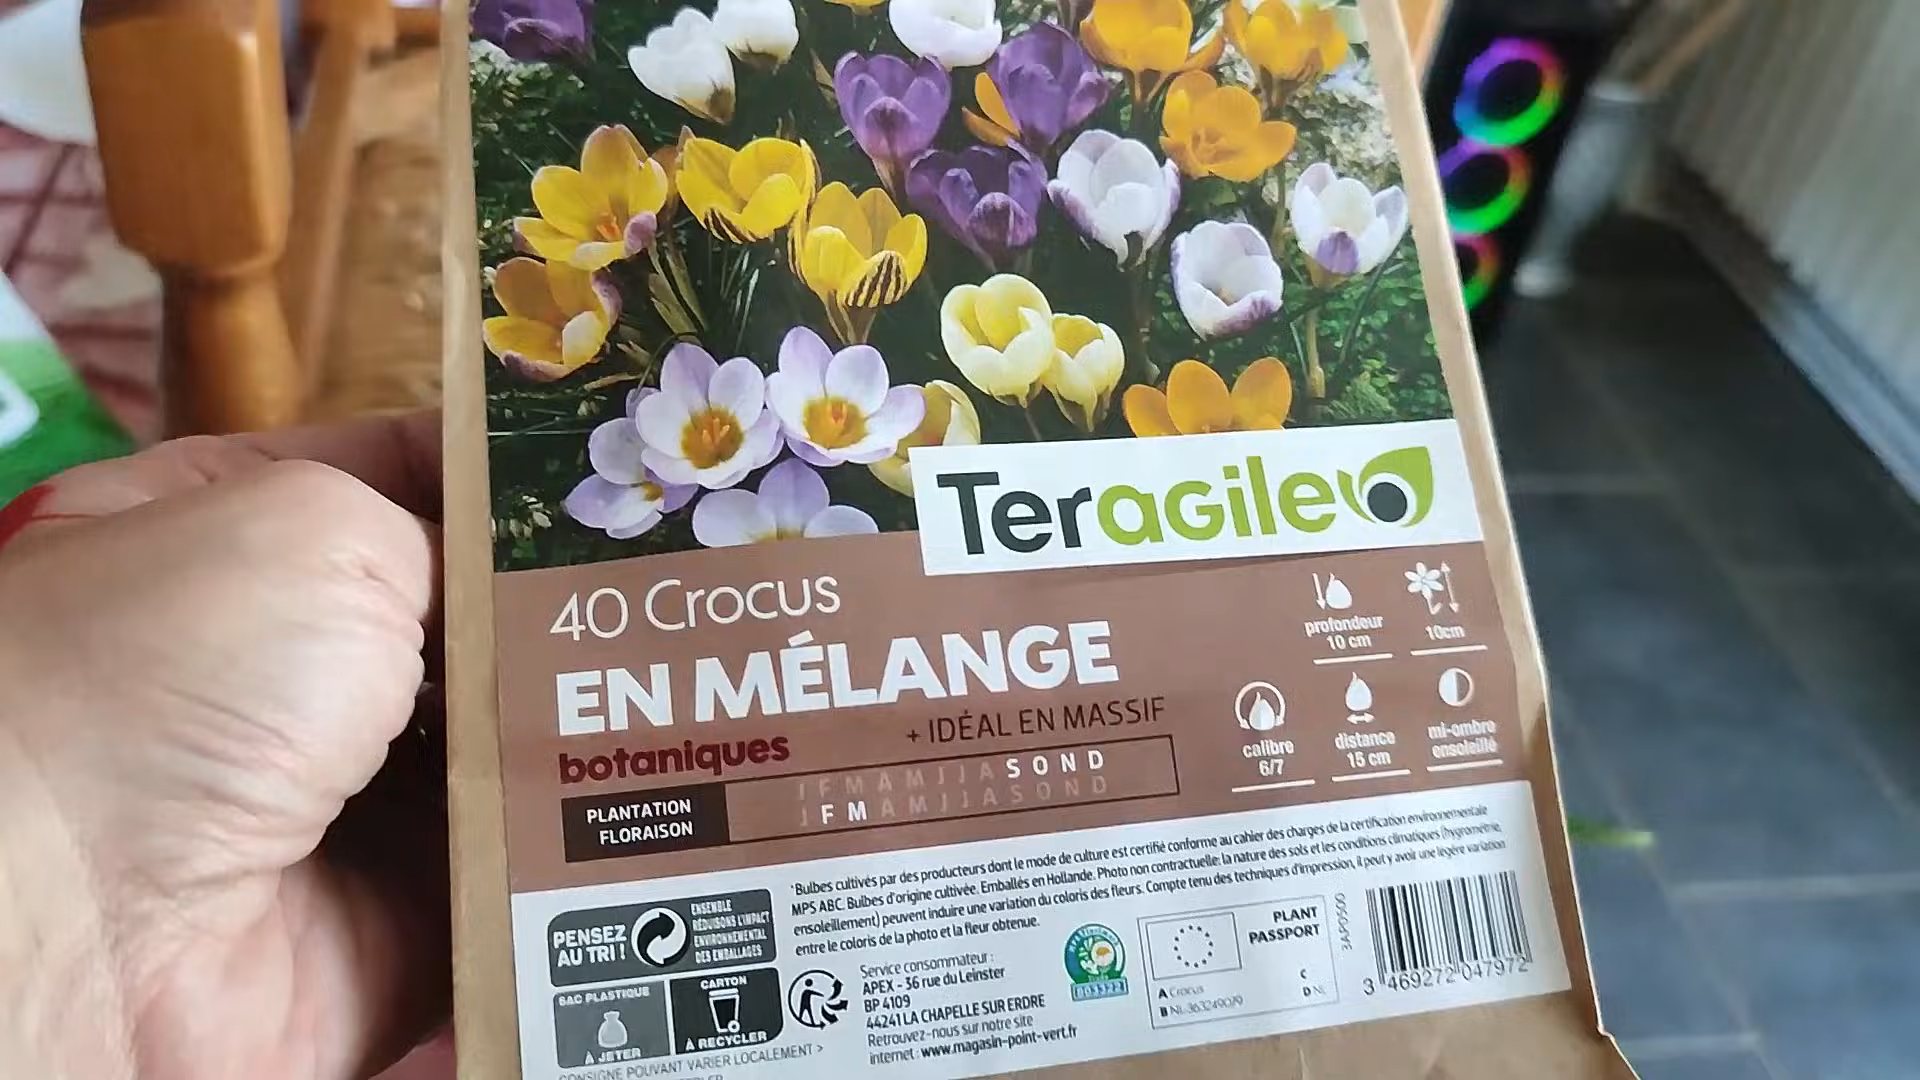 Teragile
40 Crocus
EN MÉLANGE
botaniques
+ IDÉAL EN MASSIF
PLANTATION J F M A M J J A S O N D
FLORAISON J F M A M J J A S O N D
profondeur
10 cm
10cm
calibre
6/7
distance
15 cm
mi-ombre
ensoleillé
*Bulbes cultivés par des producteurs dont le mode de culture est certifié conforme au cahier des charges de la certification environnementale
MPS ABC. Bulbes d'origine cultivée. Emballés en Hollande. Photo non contractuelle: la nature des sols et les conditions climatiques (hygrométrie,
ensoleillement) peuvent induire une variation du coloris des fleurs. Compte tenu des techniques d'impression, il peut y avoir une légère variation
entre le coloris de la photo et la fleur obtenue.
PENSEZ
AU TRI !
ENSEMBLE
RÉDUISONS L'IMPACT
ENVIRONNEMENTAL
DES EMBALLAGES
SAC PLASTIQUE
À JETER
CARTON
À RECYCLER
CONSIGNE POUVANT VARIER LOCALEMENT >
Service consommateur :
APEX - 36 rue du Leinster
BP 4109
44241 LA CHAPELLE SUR ERDRE
Retrouvez-nous sur notre site
internet : www.magasin-point-vert.fr
803322
PLANT
PASSPORT
A Crocus
B NL-363249079
C
D NL
3APO500
3 469272 047972